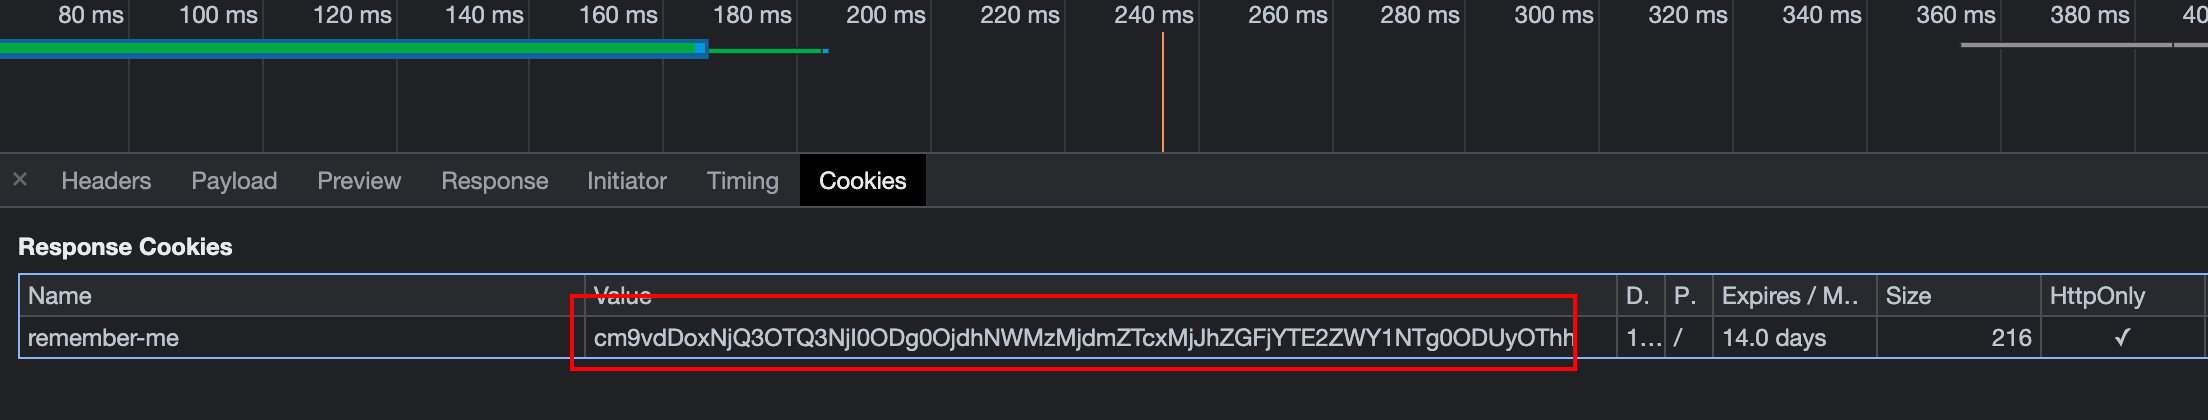 80 ms 100 ms 120 ms 140 ms 160 ms 180 ms 200 ms 220 ms 240 ms 260 ms 280 ms 300 ms 320 ms 340 ms 360 ms 380 ms 40
× Headers Payload Preview Response Initiator Timing Cookies
Response Cookies
Name Value D. P. Expires / M.. Size HttpOnly
remember-me cm9vdDoxNjQ3OTQ3NjI0ODg0OjdhNWMzMjdmZTcxMjJhZGFjYTE2ZWY1NTg0ODUyOThh 1... / 14.0 days 216 ✓